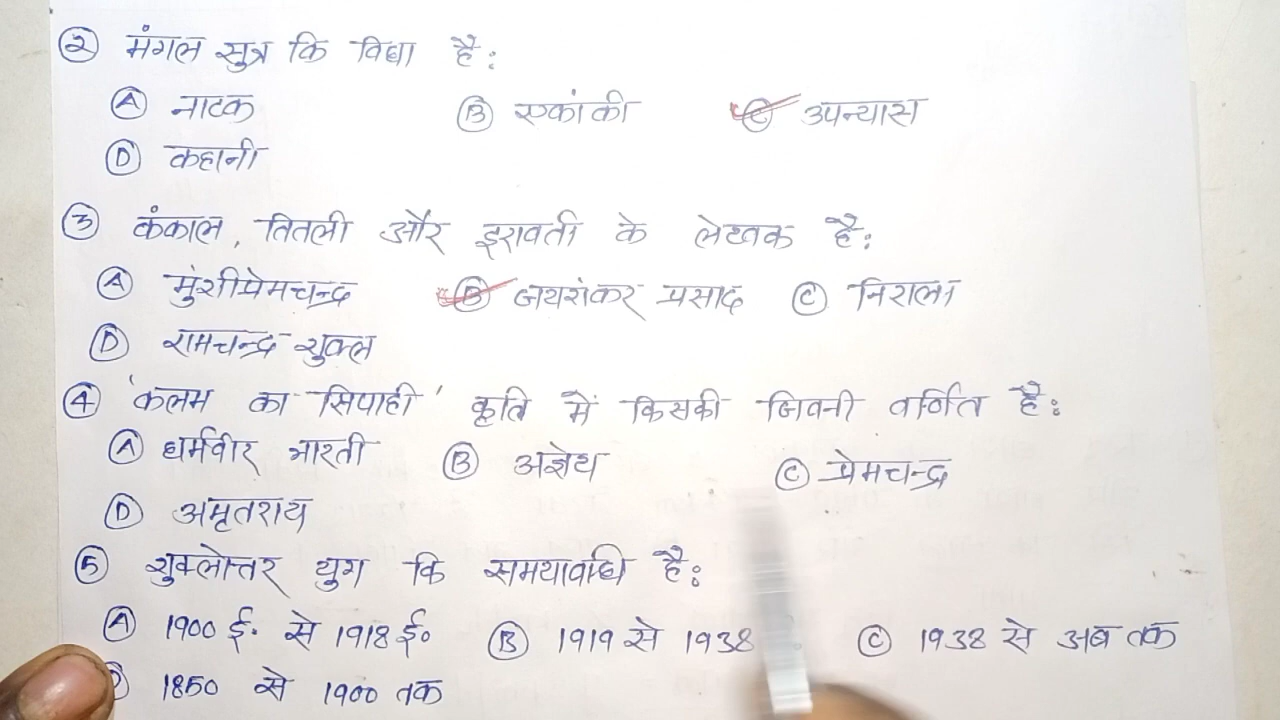 ② मंगल सुत्र कि विद्या है:
Ⓐ नाटक Ⓑ एकांकी Ⓒ उपन्यास
Ⓓ कहानी
③ कंकाल, तितली और इरावती के लेखक है:
Ⓐ मुंशीप्रेमचन्द्र Ⓑ जयशंकर प्रसाद Ⓒ निराला
Ⓓ रामचन्द्र शुक्ल
④ 'कलम का सिपाही' कृति में किसकी जिवनी वर्णित है:
Ⓐ धर्मवीर भारती Ⓑ अज्ञेय Ⓒ प्रेमचन्द्र
Ⓓ अमृतराय
⑤ शुक्लोत्तर युग कि समयावधि है:
Ⓐ 1900 ई० से 1918 ई० Ⓑ 1919 से 1938 Ⓒ 1938 से अब तक
1850 से 1900 तक